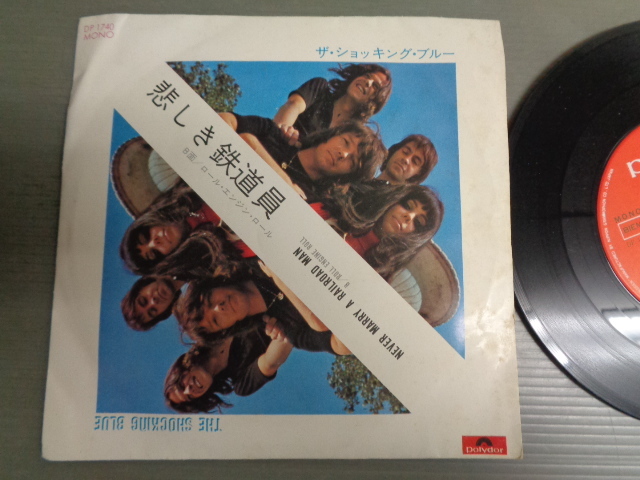 DP 1740
MONO
ザ・ショッキング・ブルー
悲しき鉄道員
B面/ロール・エンジン・ロール
NEVER MARRY A RAILROAD MAN
B/ROLL ENGINE ROLL
THE SHOCKING BLUE
Polydor